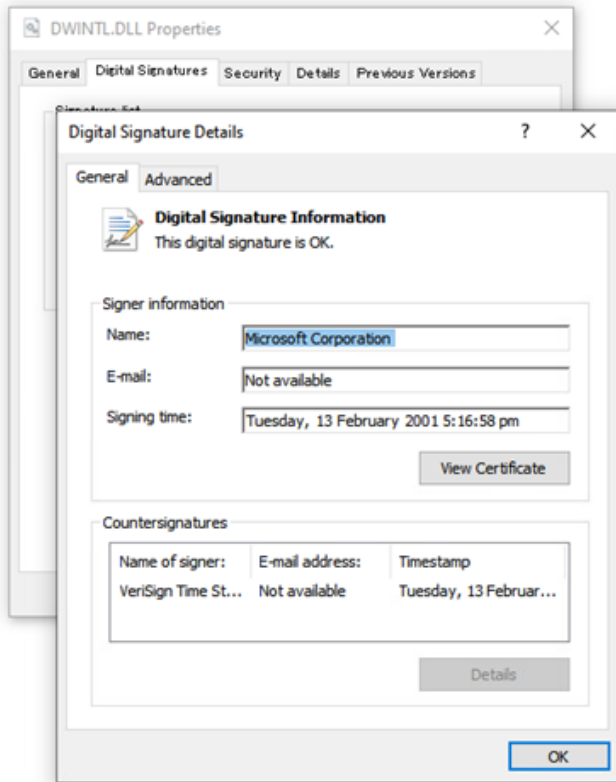 DWINTL.DLL Properties
General Digital Signatures Security Details Previous Versions
Signature list
Digital Signature Details ?
General Advanced
Digital Signature Information
This digital signature is OK.
Signer information
Name: Microsoft Corporation
E-mail: Not available
Signing time: Tuesday, 13 February 2001 5:16:58 pm
View Certificate
Countersignatures
Name of signer: E-mail address: Timestamp
VeriSign Time St... Not available Tuesday, 13 Februar...
Details
OK